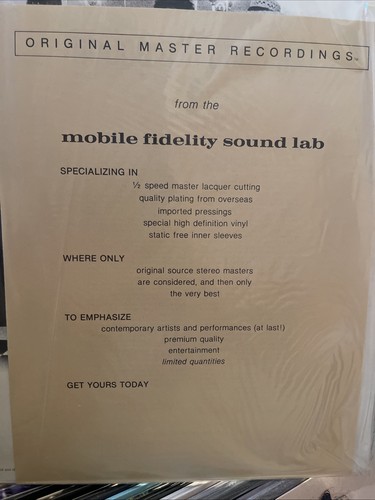 ORIGINAL MASTER RECORDINGS™
from the
mobile fidelity sound lab
SPECIALIZING IN
½ speed master lacquer cutting
quality plating from overseas
imported pressings
special high definition vinyl
static free inner sleeves
WHERE ONLY
original source stereo masters
are considered, and then only
the very best
TO EMPHASIZE
contemporary artists and performances (at last!)
premium quality
entertainment
limited quantities
GET YOURS TODAY